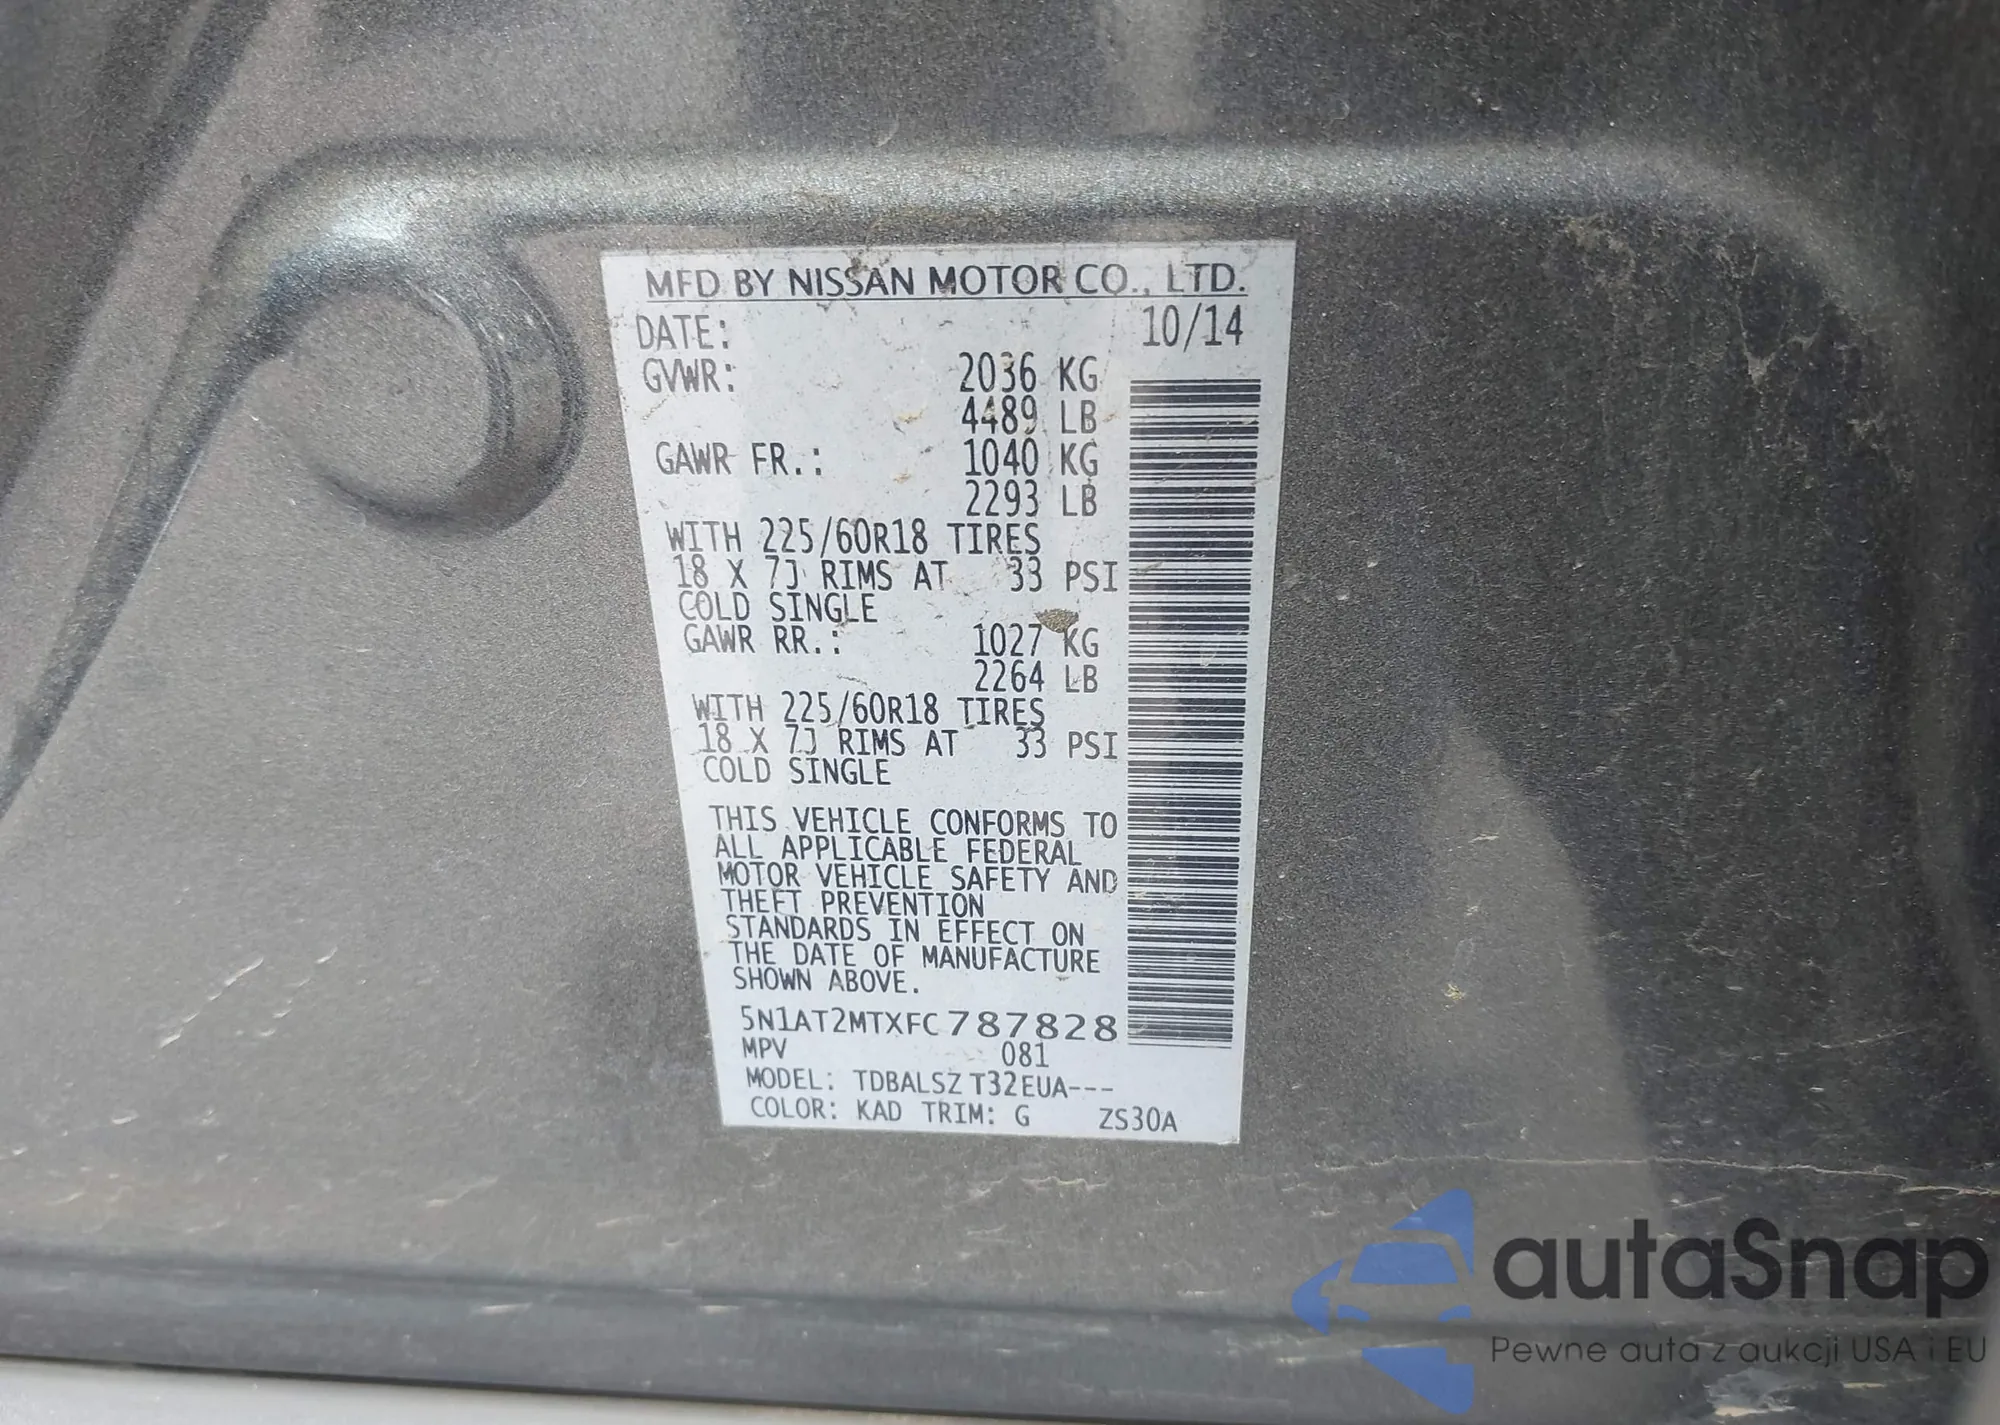 MFD BY NISSAN MOTOR CO., LTD.
DATE: 10/14
GVWR: 2036 KG
4489 LB
GAWR FR.: 1040 KG
2293 LB
WITH 225/60R18 TIRES
18 X 7J RIMS AT 33 PSI
COLD SINGLE
GAWR RR.: 1027 KG
2264 LB
WITH 225/60R18 TIRES
18 X 7J RIMS AT 33 PSI
COLD SINGLE
THIS VEHICLE CONFORMS TO
ALL APPLICABLE FEDERAL
MOTOR VEHICLE SAFETY AND
THEFT PREVENTION
STANDARDS IN EFFECT ON
THE DATE OF MANUFACTURE
SHOWN ABOVE.
5N1AT2MTXFC787828
MPV 081
MODEL: TDBALSZ T32EUA---
COLOR: KAD TRIM: G ZS30A
autaSnap
Pewne auta z aukcji USA i EU